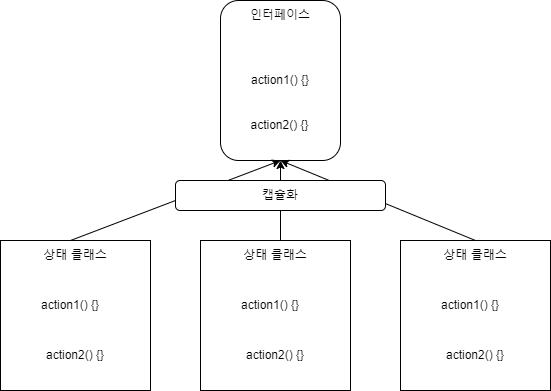 인터페이스
action1() {}
action2() {}
캡슐화
상태 클래스
action1() {}
action2() {}
상태 클래스
action1() {}
action2() {}
상태 클래스
action1() {}
action2() {}